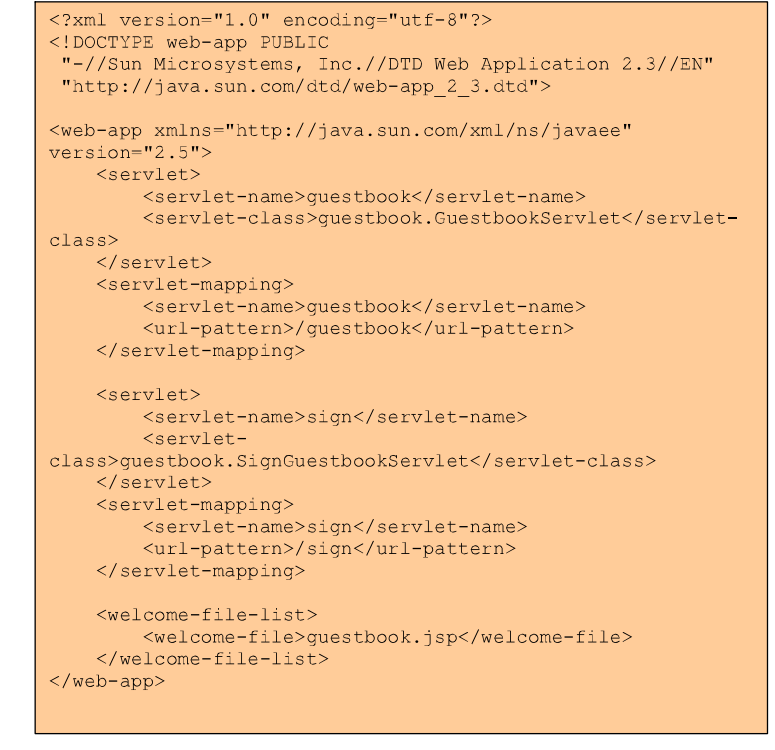 <?xml version="1.0" encoding="utf-8"?>
<!DOCTYPE web-app PUBLIC
 "-//Sun Microsystems, Inc.//DTD Web Application 2.3//EN"
 "http://java.sun.com/dtd/web-app_2_3.dtd">

<web-app xmlns="http://java.sun.com/xml/ns/javaee"
version="2.5">
    <servlet>
        <servlet-name>guestbook</servlet-name>
        <servlet-class>guestbook.GuestbookServlet</servlet-
class>
    </servlet>
    <servlet-mapping>
        <servlet-name>guestbook</servlet-name>
        <url-pattern>/guestbook</url-pattern>
    </servlet-mapping>

    <servlet>
        <servlet-name>sign</servlet-name>
        <servlet-
class>guestbook.SignGuestbookServlet</servlet-class>
    </servlet>
    <servlet-mapping>
        <servlet-name>sign</servlet-name>
        <url-pattern>/sign</url-pattern>
    </servlet-mapping>

    <welcome-file-list>
        <welcome-file>guestbook.jsp</welcome-file>
    </welcome-file-list>
</web-app>